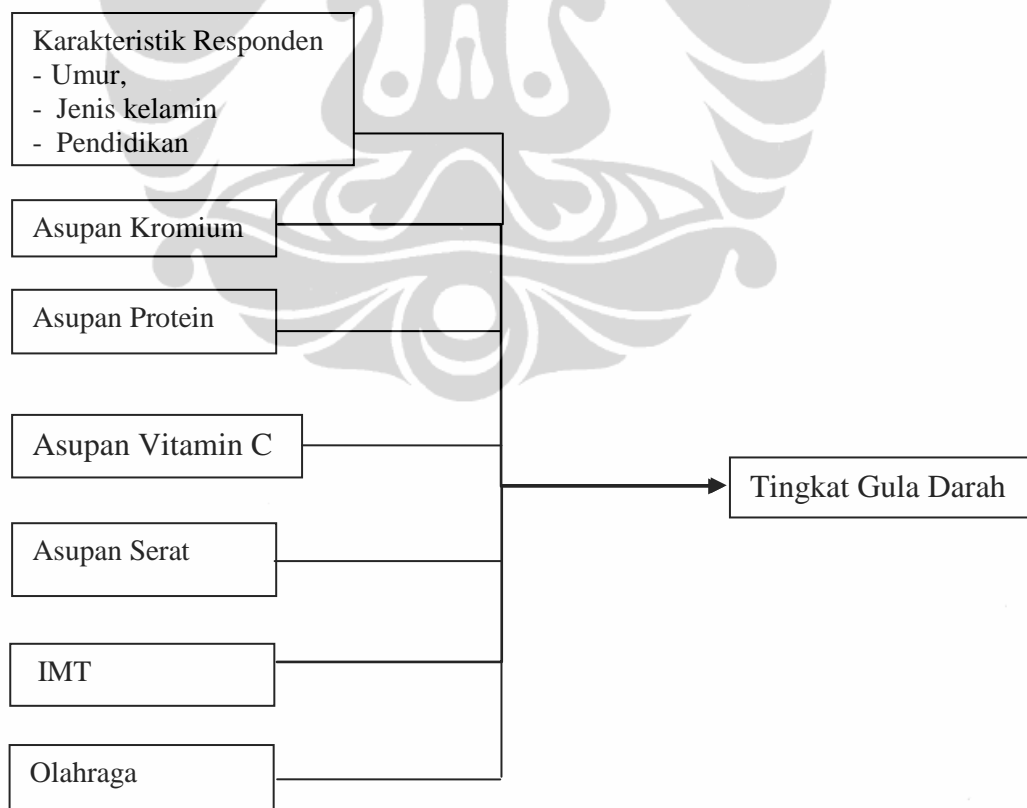 Karakteristik Responden
- Umur,
- Jenis kelamin
- Pendidikan
Asupan Kromium
Asupan Protein
Asupan Vitamin C
Tingkat Gula Darah
Asupan Serat
IMT
Olahraga